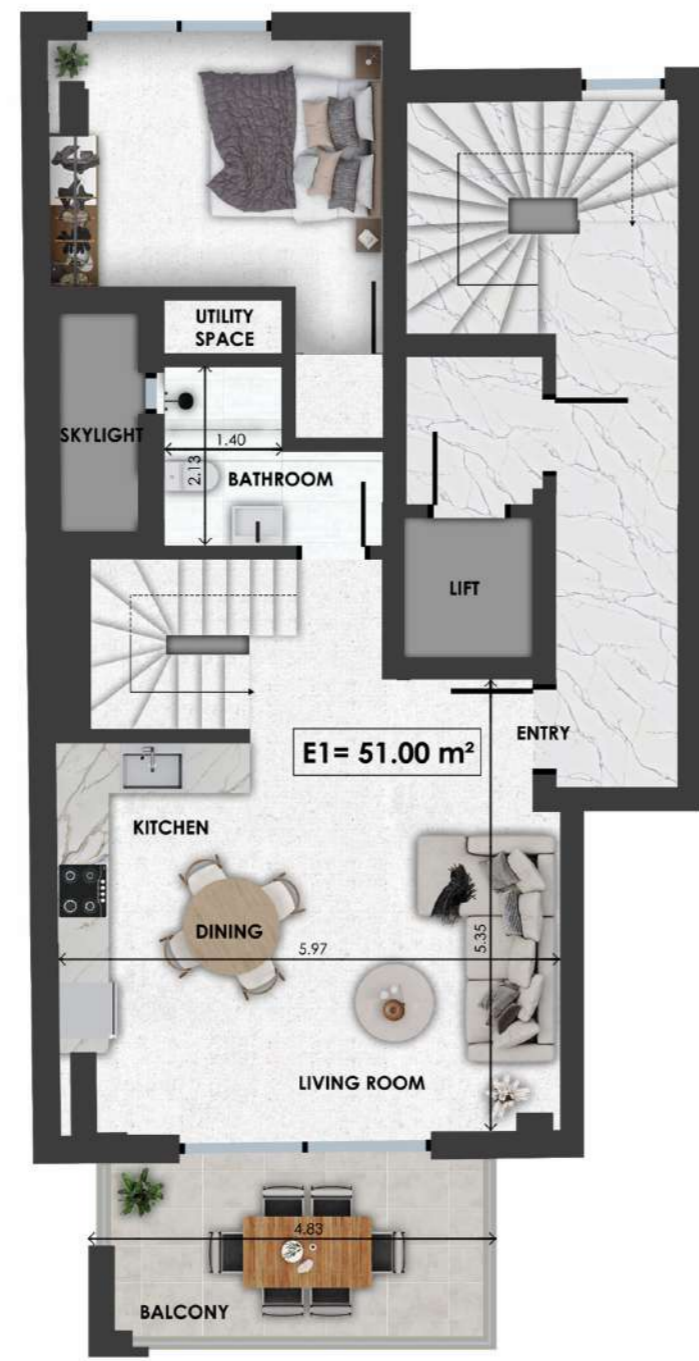 UTILITY
SPACE
SKYLIGHT
1.40
2.13
BATHROOM
LIFT
E1= 51.00 m²
ENTRY
KITCHEN
DINING
5.97
5.35
LIVING ROOM
4.83
BALCONY